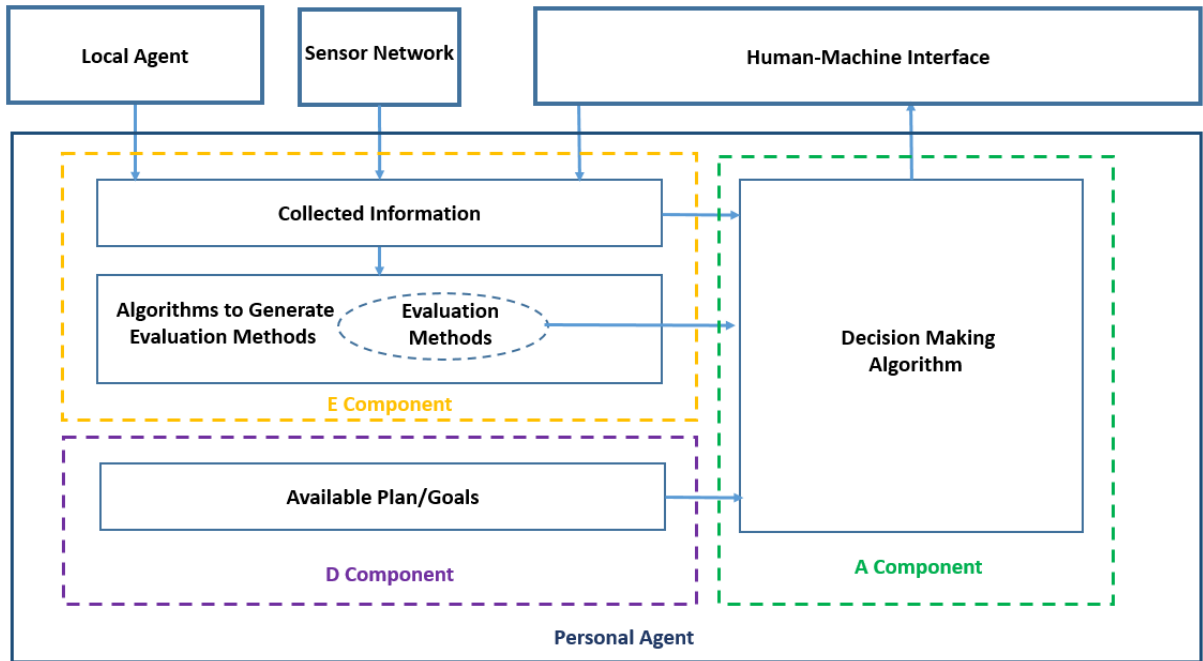 Local Agent
Sensor Network
Human-Machine Interface
Collected Information
Algorithms to Generate
Evaluation Methods
Evaluation
Methods
Decision Making
Algorithm
E Component
Available Plan/Goals
D Component
A Component
Personal Agent